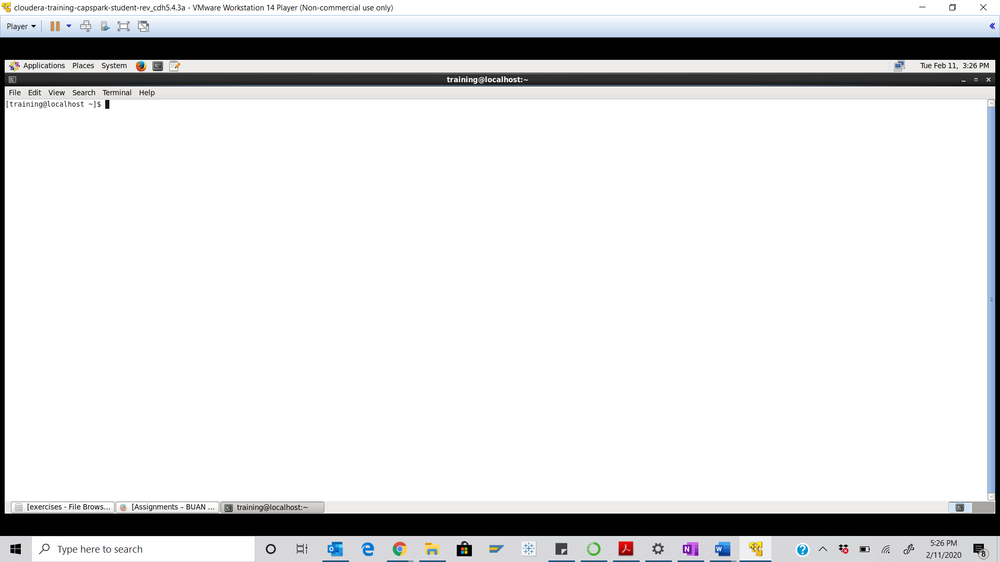 cloudera-training-capspark-student-rev_cdh5.4.3a - VMware Workstation 14 Player (Non-commercial use only)
Player
Applications Places System Tue Feb 11, 3:26 PM
training@localhost:~
File Edit View Search Terminal Help
[training@localhost ~]$
[exercises - File Brows... [Assignments – BUAN ... training@localhost:~
Type here to search
5:26 PM
2/11/2020
8